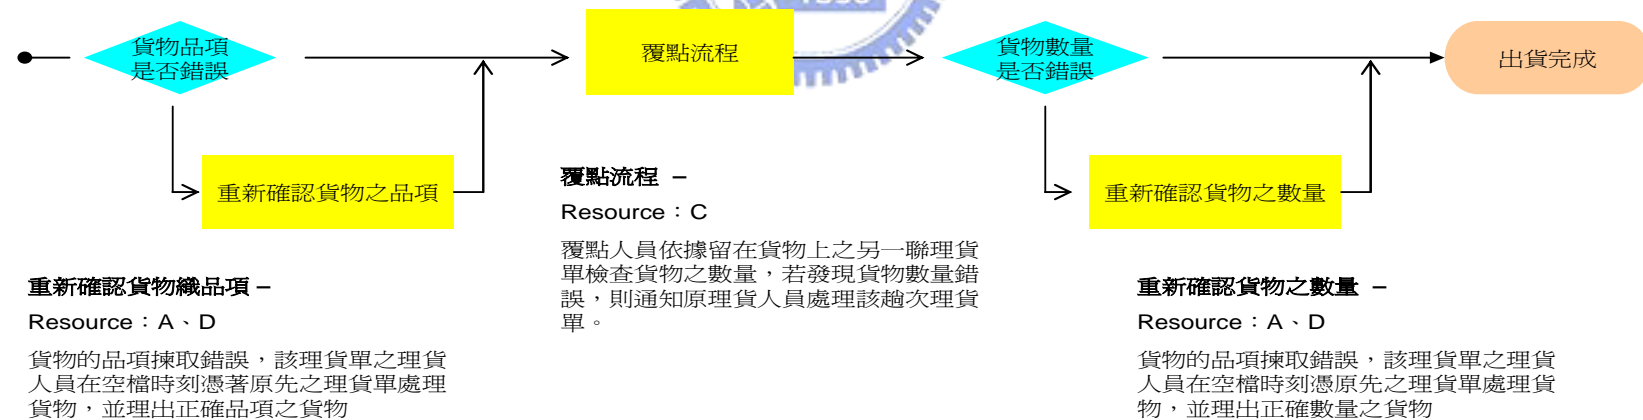 貨物品項
是否錯誤
覆點流程
貨物數量
是否錯誤
出貨完成
重新確認貨物之品項
重新確認貨物之數量
覆點流程 –
Resource：C
覆點人員依據留在貨物上之另一聯理貨
單檢查貨物之數量，若發現貨物數量錯
誤，則通知原理貨人員處理該趟次理貨
單。
重新確認貨物織品項 –
Resource：A、D
貨物的品項揀取錯誤，該理貨單之理貨
人員在空檔時刻憑著原先之理貨單處理
貨物，並理出正確品項之貨物
重新確認貨物之數量 –
Resource：A、D
貨物的品項揀取錯誤，該理貨單之理貨
人員在空檔時刻憑原先之理貨單處理貨
物，並理出正確數量之貨物